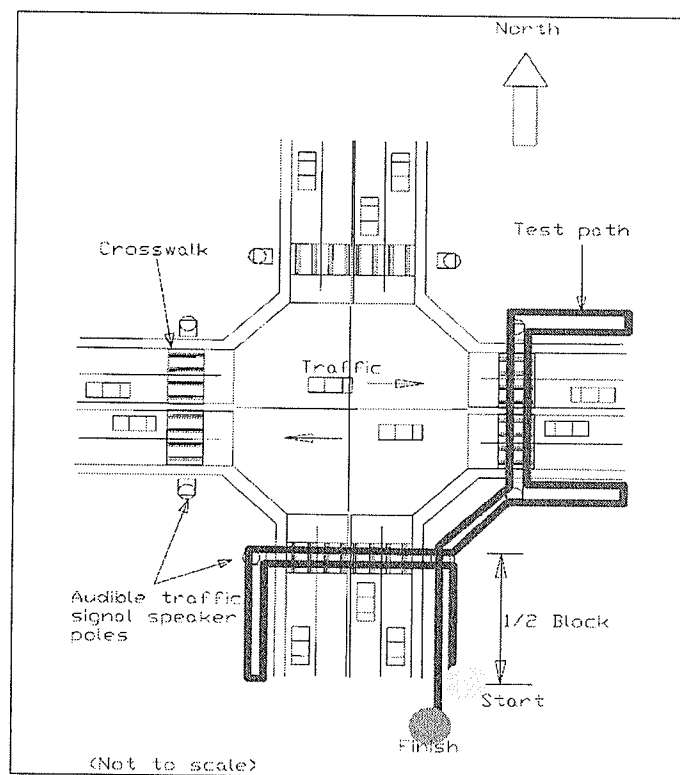 North
Test path
Crosswalk
Traffic
Audible traffic
signal speaker
poles
1/2 Block
Start
Finish
(Not to scale)